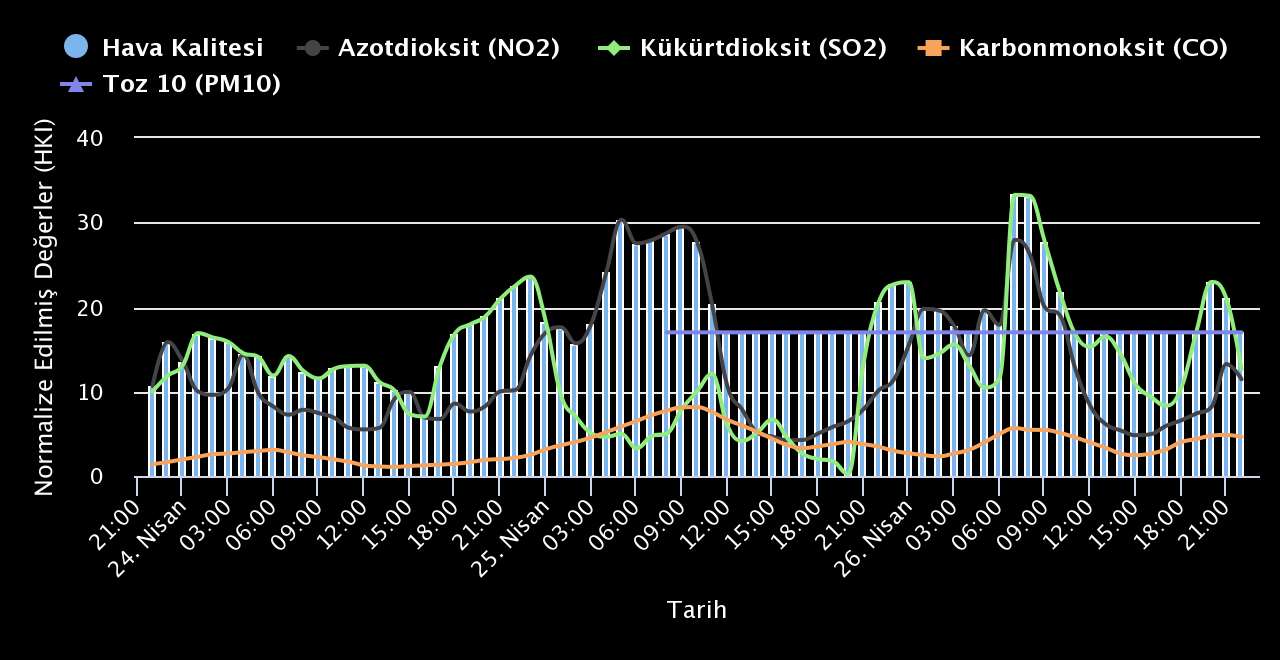 Hava Kalitesi Azotdioksit (NO2) Kükürtdioksit (SO2) Karbonmonoksit (CO)
Toz 10 (PM10)
Normalize Edilmiş Değerler (HKI)
40
30
20
10
0
21:00 24. Nisan 03:00 06:00 09:00 12:00 15:00 18:00 21:00 25. Nisan 03:00 06:00 09:00 12:00 15:00 18:00 21:00 26. Nisan 03:00 06:00 09:00 12:00 15:00 18:00 21:00
Tarih